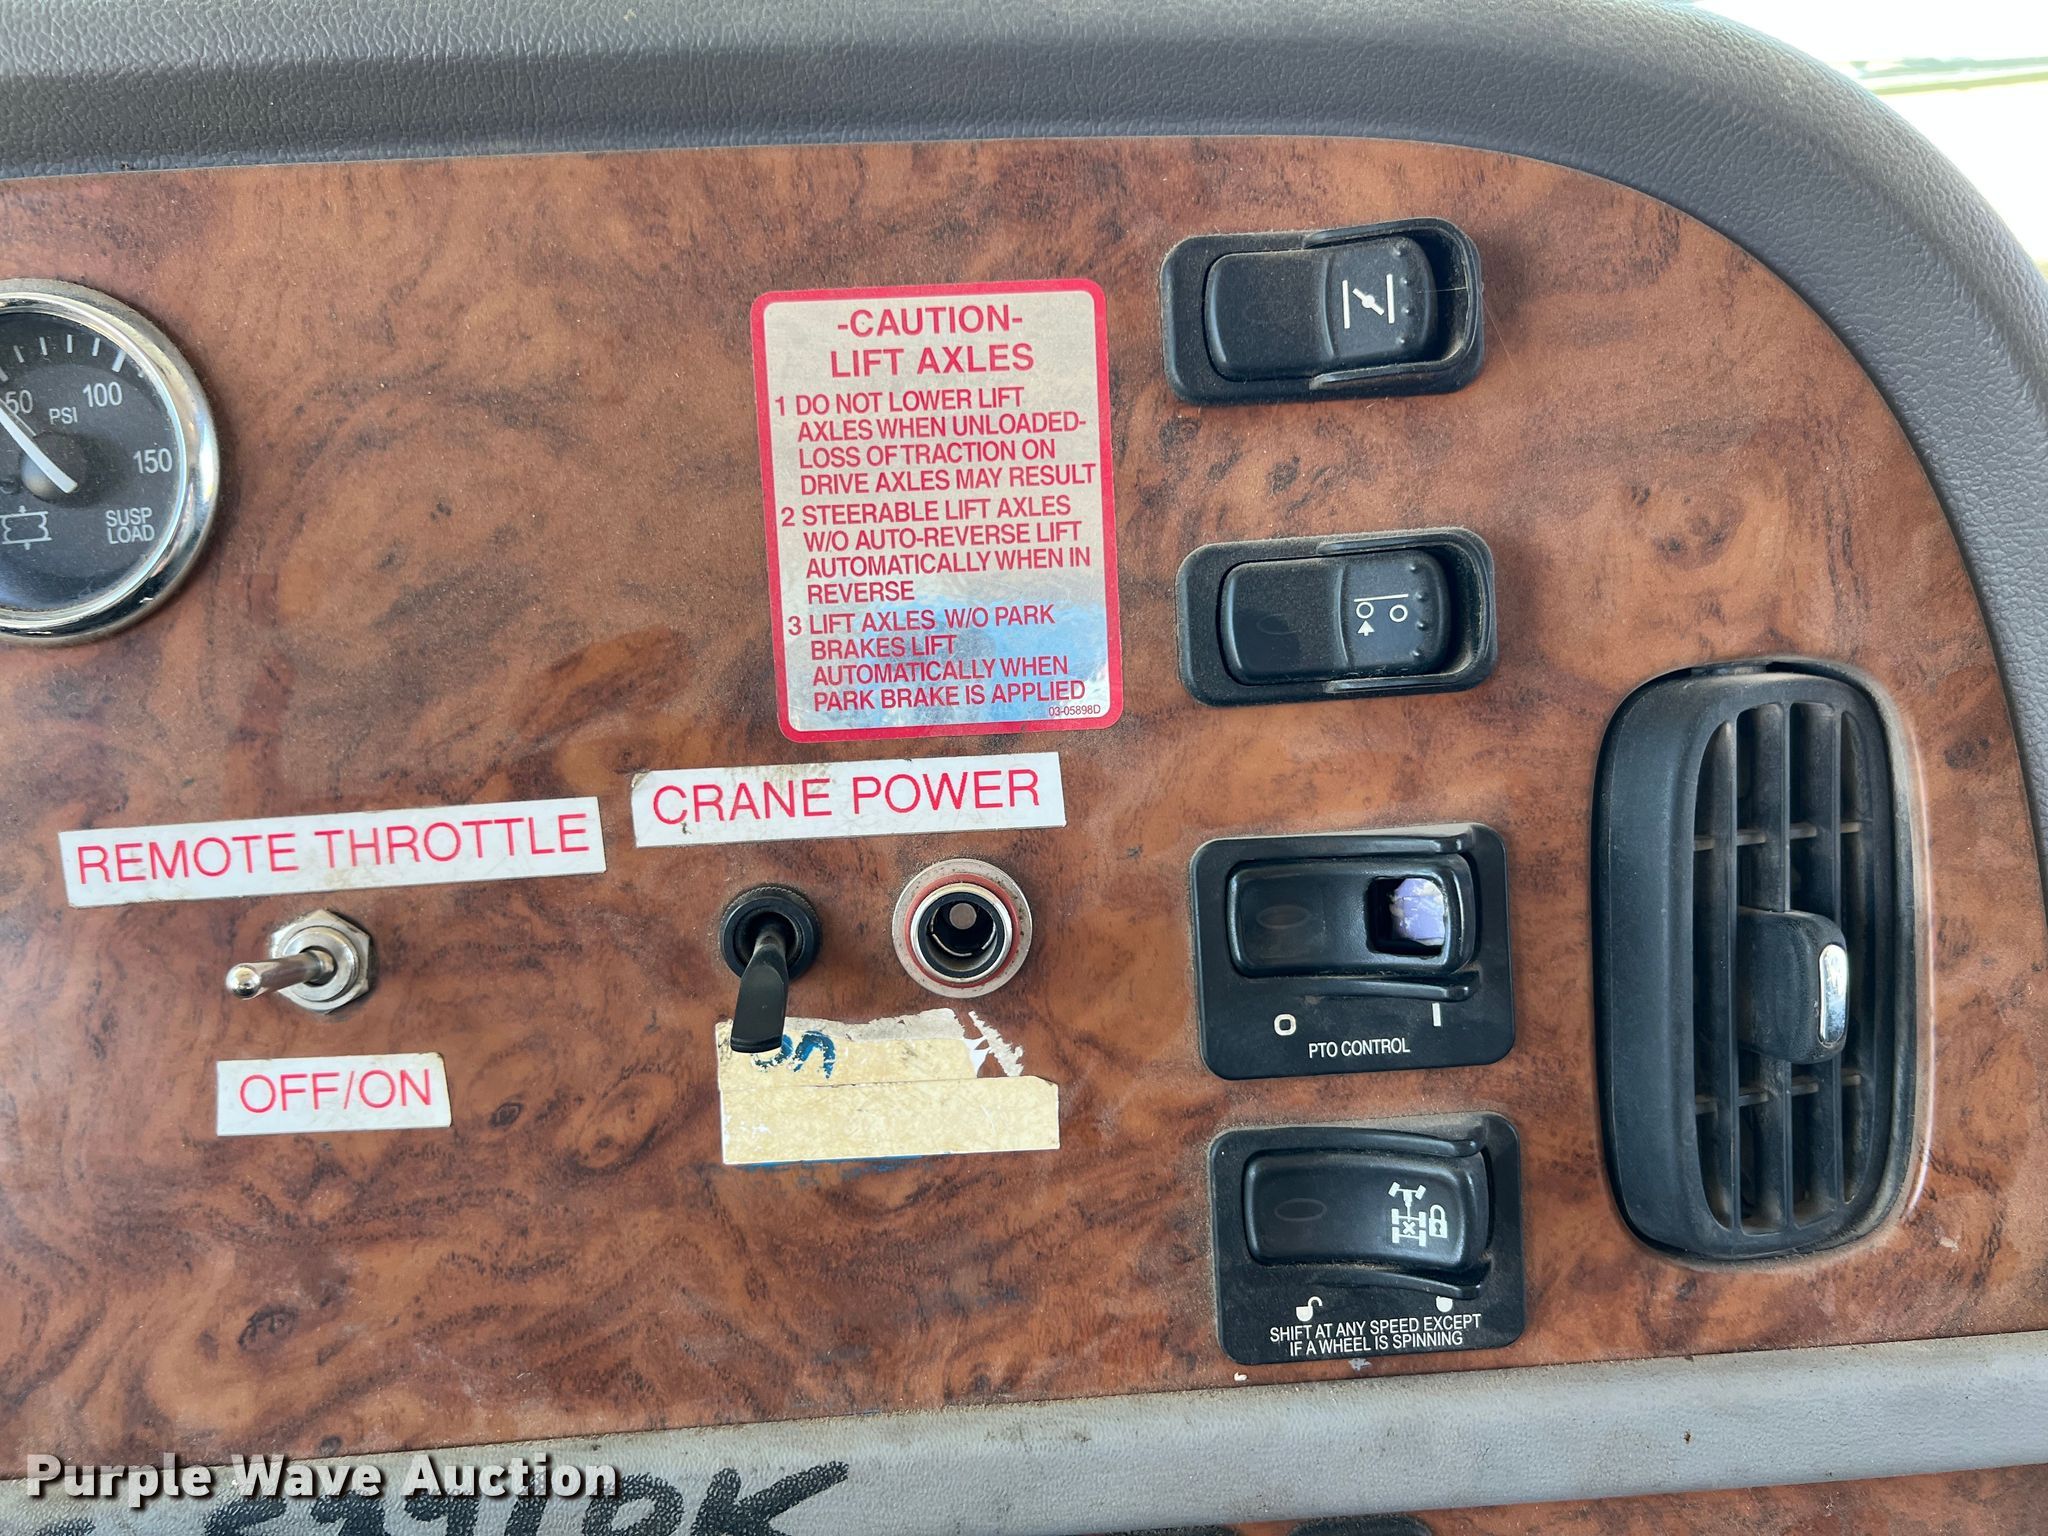 50
100
PSI
150
SUSP
LOAD
-CAUTION-
LIFT AXLES
1 DO NOT LOWER LIFT
AXLES WHEN UNLOADED-
LOSS OF TRACTION ON
DRIVE AXLES MAY RESULT
2 STEERABLE LIFT AXLES
W/O AUTO-REVERSE LIFT
AUTOMATICALLY WHEN IN
REVERSE
3 LIFT AXLES W/O PARK
BRAKES LIFT
AUTOMATICALLY WHEN
PARK BRAKE IS APPLIED
03-05898D
REMOTE THROTTLE
OFF/ON
CRANE POWER
on
O I
PTO CONTROL
SHIFT AT ANY SPEED EXCEPT
IF A WHEEL IS SPINNING
Purple Wave Auction